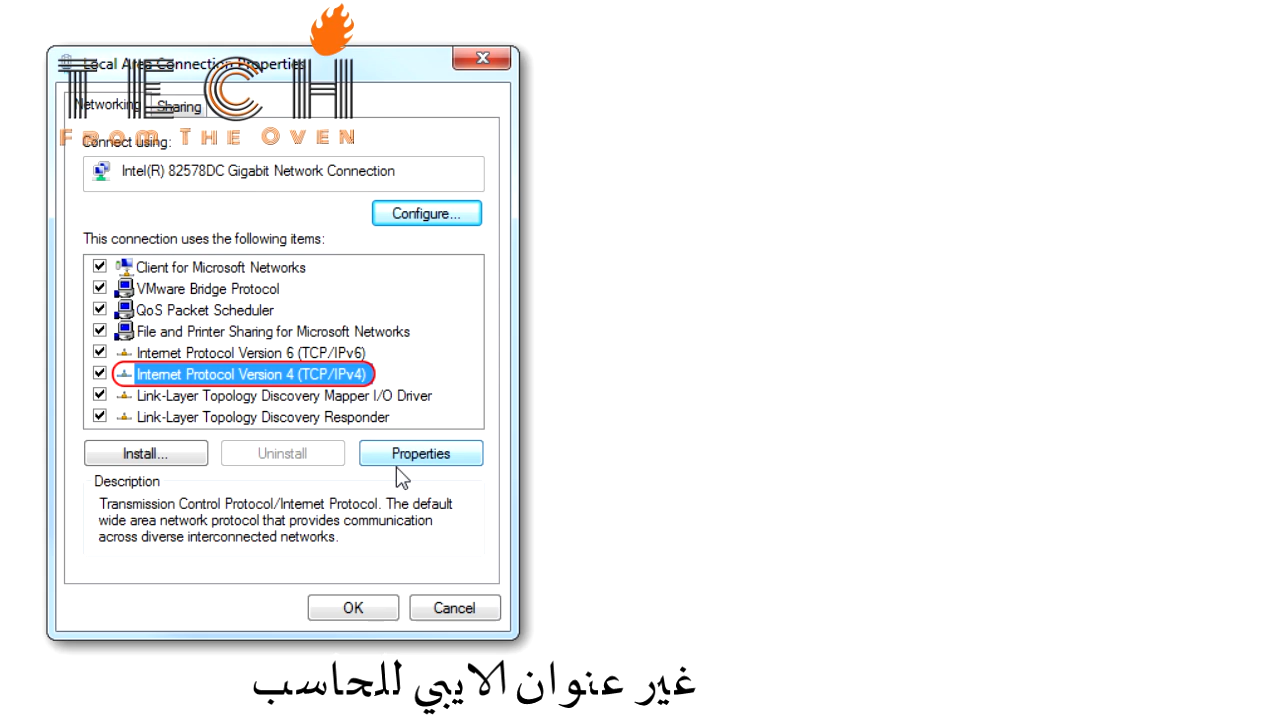 Local Area Connection Properties
TECH
From The Oven
Networking
Sharing
Connect using:
Intel(R) 82578DC Gigabit Network Connection
Configure...
This connection uses the following items:
Client for Microsoft Networks
VMware Bridge Protocol
QoS Packet Scheduler
File and Printer Sharing for Microsoft Networks
Internet Protocol Version 6 (TCP/IPv6)
Internet Protocol Version 4 (TCP/IPv4)
Link-Layer Topology Discovery Mapper I/O Driver
Link-Layer Topology Discovery Responder
Install...
Uninstall
Properties
Description
Transmission Control Protocol/Internet Protocol. The default
wide area network protocol that provides communication
across diverse interconnected networks.
OK
Cancel
غير عنوان الايبي للحاسب